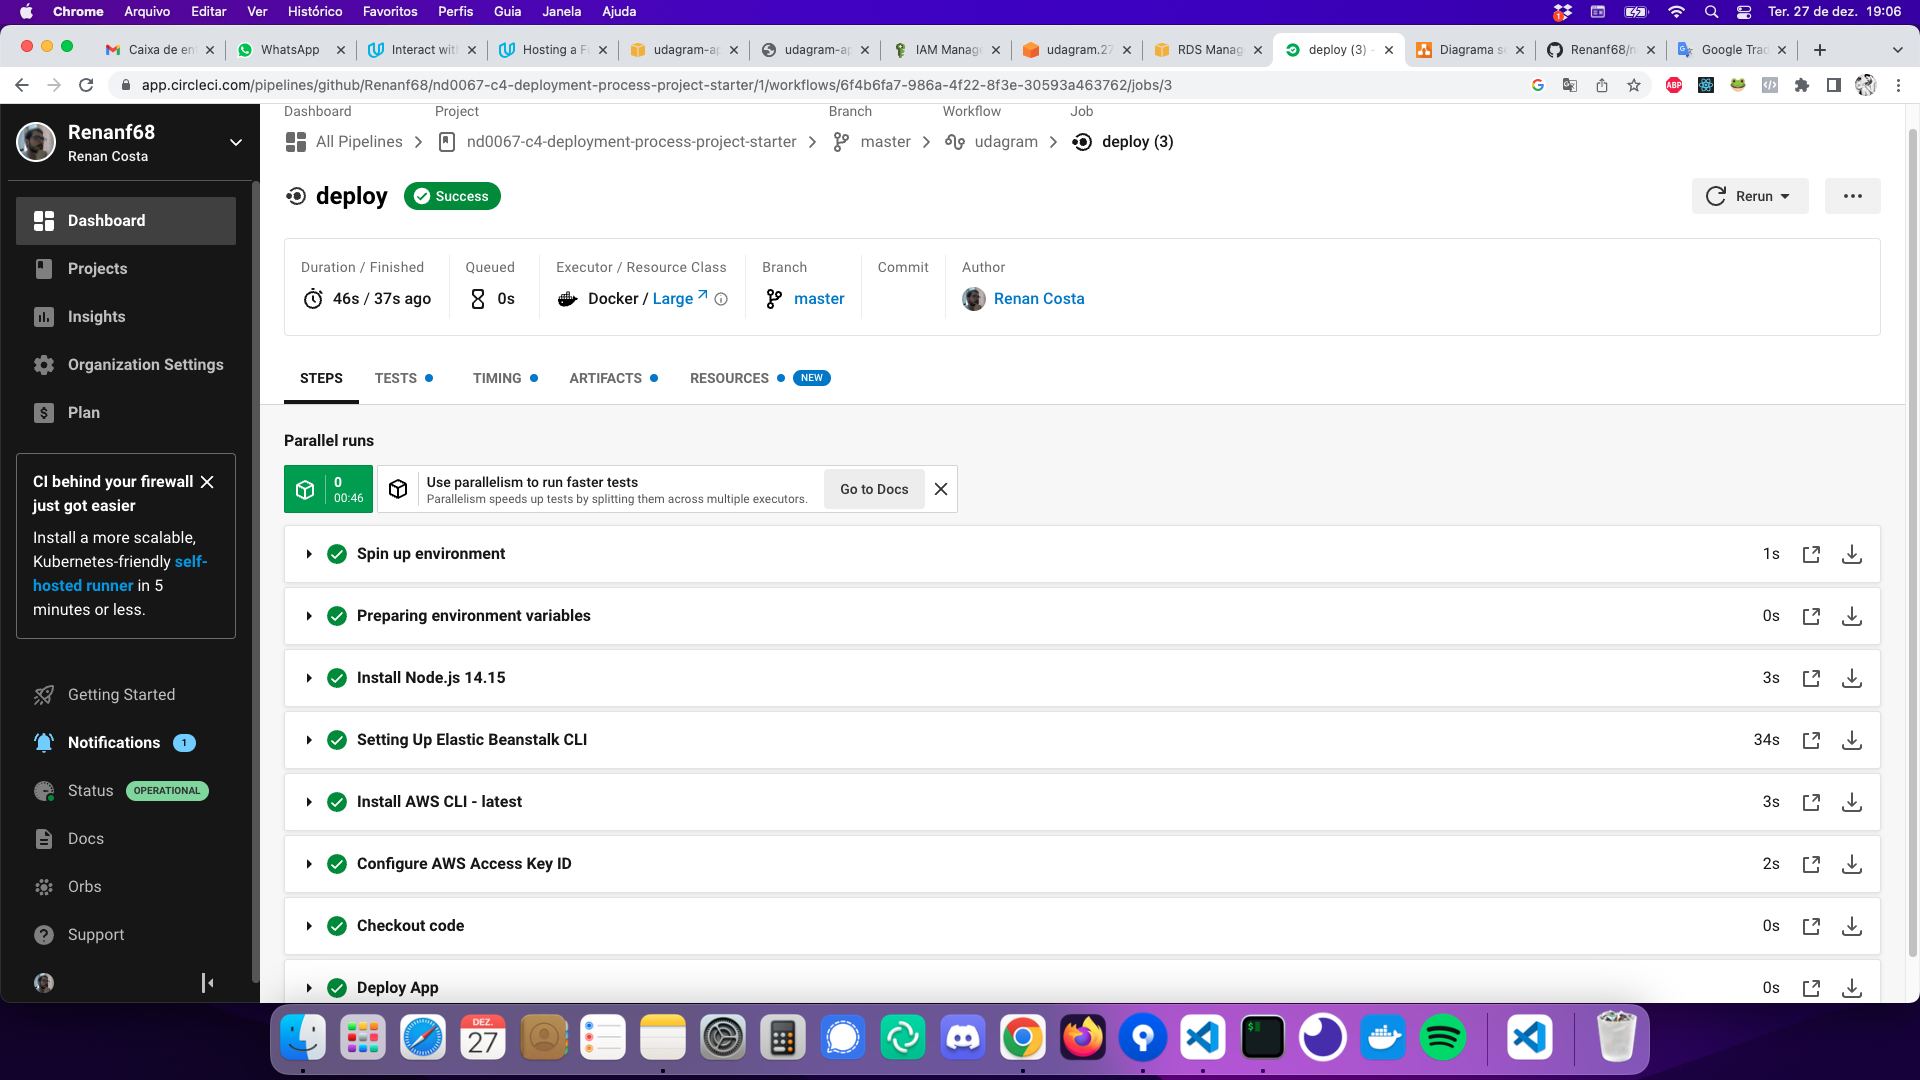 Chrome Arquivo Editar Ver Histórico Favoritos Perfis Guia Janela Ajuda
1
Ter. 27 de dez. 19:06
Caixa de en
WhatsApp
Interact with
Hosting a F
udagram-ap
udagram-ap
IAM Manage
udagram.27
RDS Manag
deploy (3) -
Diagrama se
Renanf68/n
Google Trad
app.circleci.com/pipelines/github/Renanf68/nd0067-c4-deployment-process-project-starter/1/workflows/6f4b6fa7-986a-4f22-8f3e-30593a463762/jobs/3
ABP
Renanf68
Renan Costa
Dashboard
Projects
Insights
Organization Settings
Plan
CI behind your firewall
just got easier
Install a more scalable,
Kubernetes-friendly self-
hosted runner in 5
minutes or less.
Getting Started
Notifications 1
Status OPERATIONAL
Docs
Orbs
Support
Dashboard Project Branch Workflow Job
All Pipelines nd0067-c4-deployment-process-project-starter master udagram deploy (3)
deploy Success
Rerun
Duration / Finished
46s / 37s ago
Queued
0s
Executor / Resource Class
Docker / Large
Branch
master
Commit
Author
Renan Costa
STEPS TESTS TIMING ARTIFACTS RESOURCES NEW
Parallel runs
0
00:46
Use parallelism to run faster tests
Parallelism speeds up tests by splitting them across multiple executors.
Go to Docs
Spin up environment 1s
Preparing environment variables 0s
Install Node.js 14.15 3s
Setting Up Elastic Beanstalk CLI 34s
Install AWS CLI - latest 3s
Configure AWS Access Key ID 2s
Checkout code 0s
Deploy App 0s
DEZ.
27